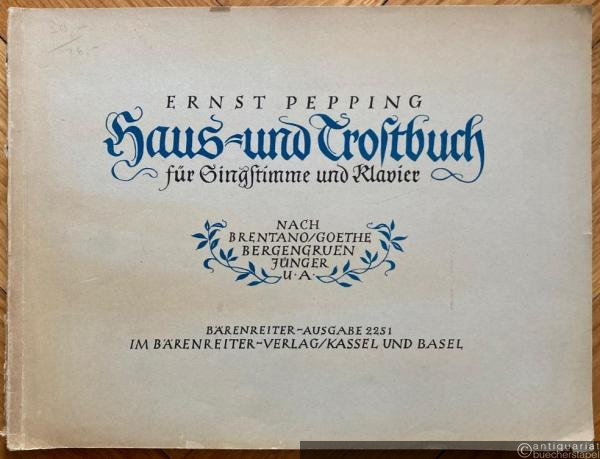 ERNST PEPPING
Haus- und Trostbuch
für Singstimme und Klavier
NACH
BRENTANO/GOETHE
BERGENGRUEN
JÜNGER
U·A·
BÄRENREITER-AUSGABE 2251
IM BÄRENREITER-VERLAG/KASSEL UND BASEL
© antiquariat
buecherstapel